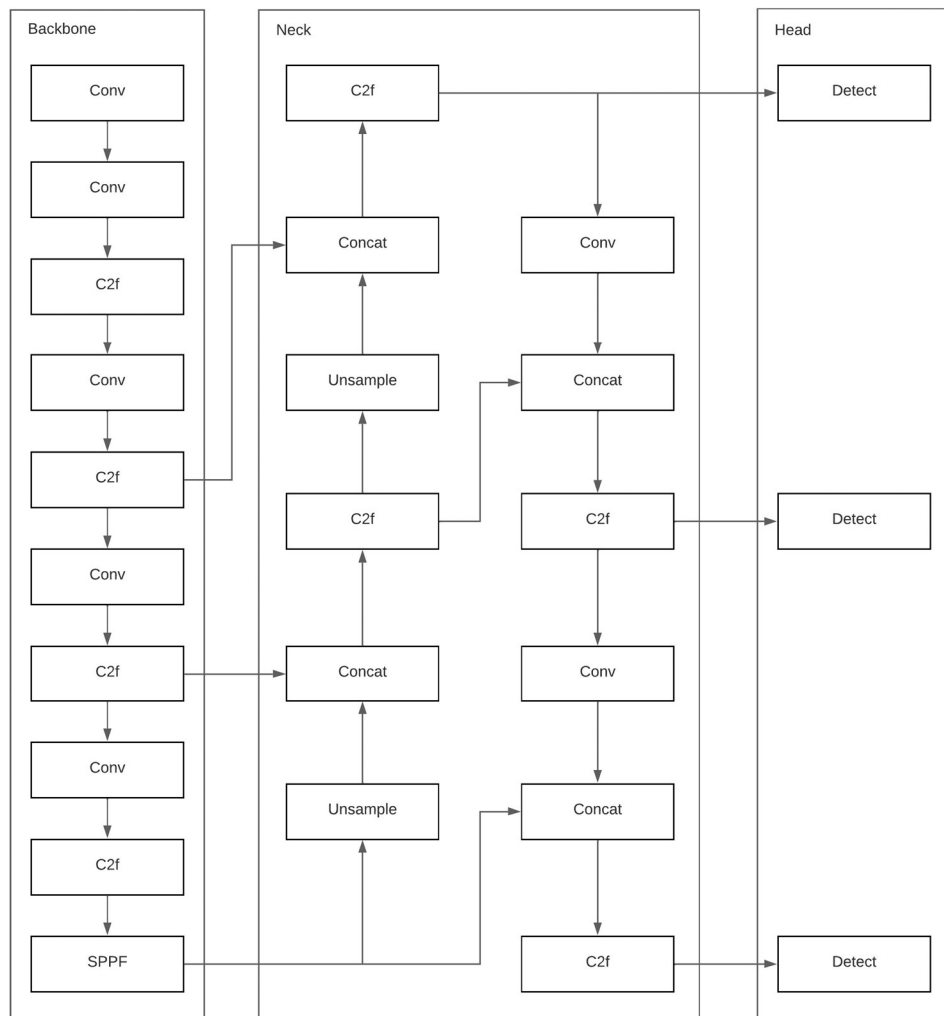 Backbone
Conv
Conv
C2f
Conv
C2f
Conv
C2f
Conv
C2f
SPPF
Neck
C2f
Concat
Unsample
C2f
Concat
Unsample
Conv
Concat
C2f
Conv
Concat
C2f
Head
Detect
Detect
Detect